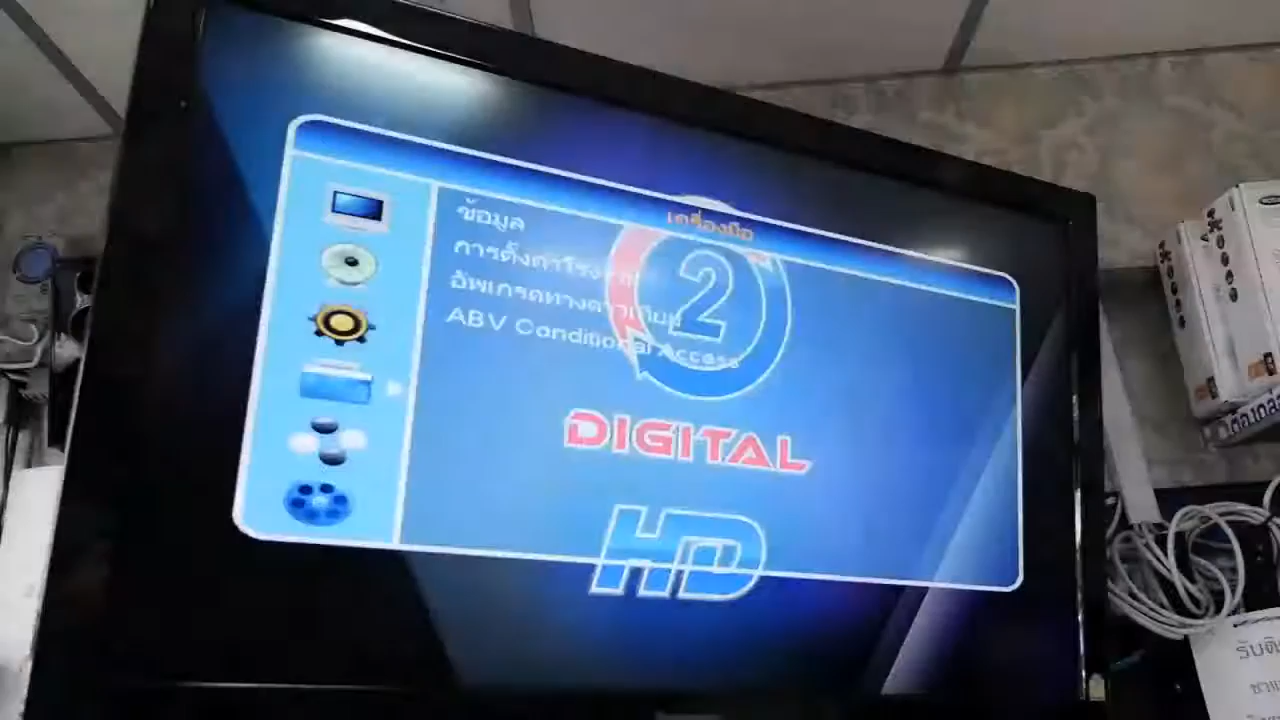 เครื่องมือ
ข้อมูล
การตั้งค่าโรงงาน
อัพเกรดทางดาวเทียม
ABV Conditional Access
2
DIGITAL
HD